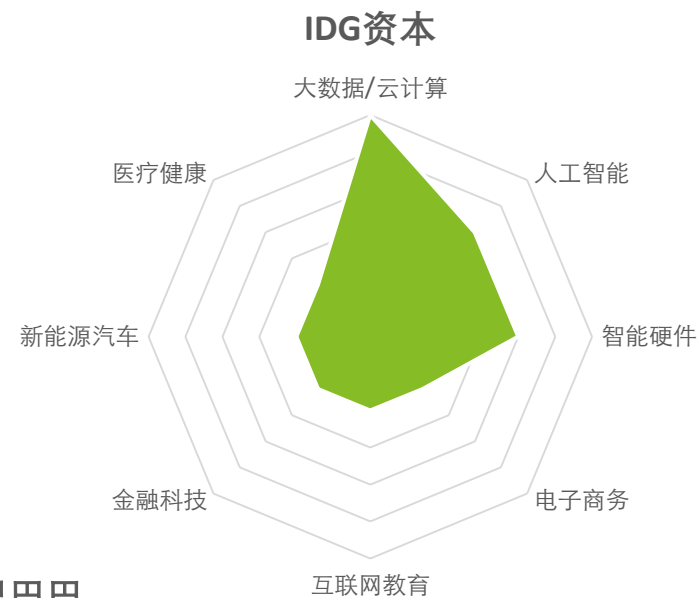 IDG资本
大数据/云计算
医疗健康
人工智能
新能源汽车
智能硬件
金融科技
电子商务
互联网教育